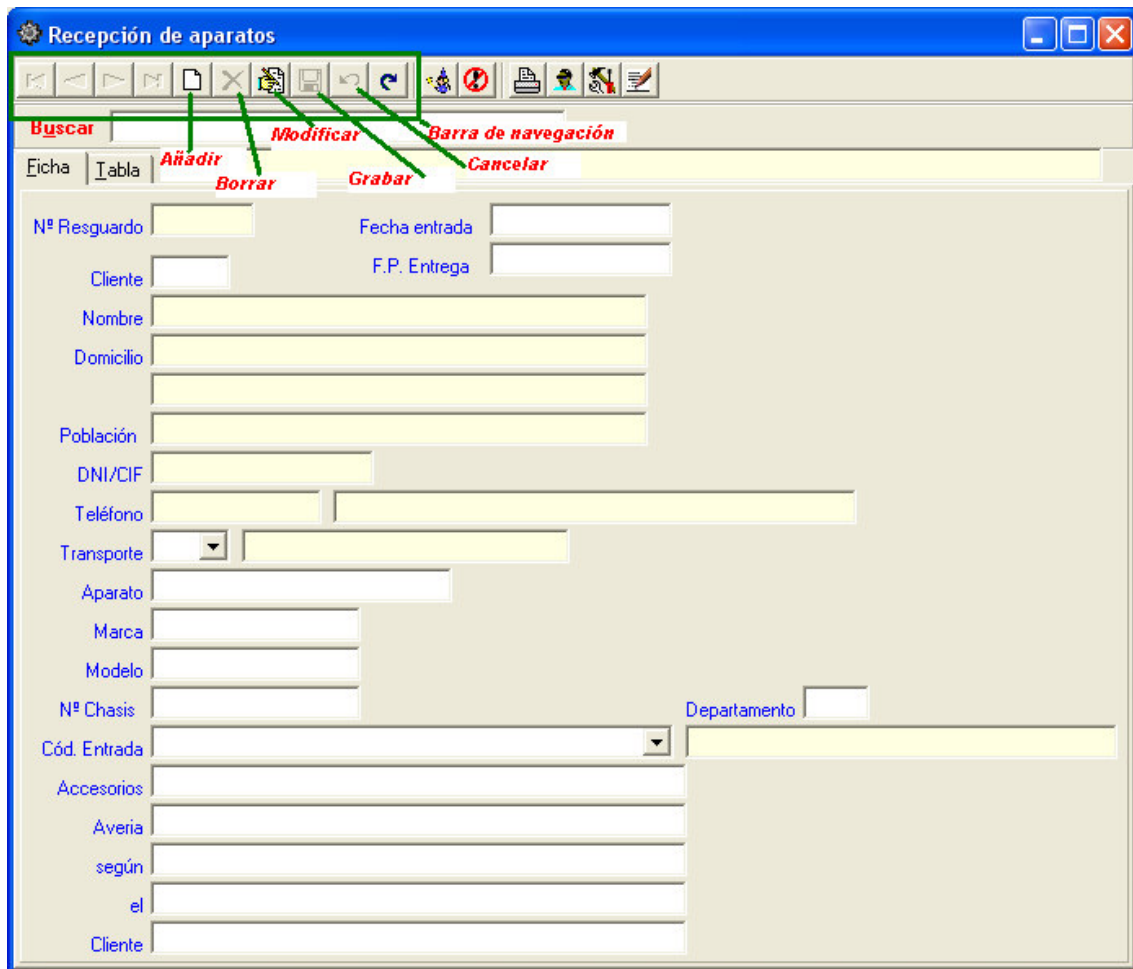 Recepción de aparatos
Buscar
Modificar
Barra de navegación
Ficha
Tabla
Añadir
Borrar
Grabar
Cancelar
Nº Resguardo
Fecha entrada
Cliente
F.P. Entrega
Nombre
Domicilio
Población
DNI/CIF
Teléfono
Transporte
Aparato
Marca
Modelo
Nº Chasis
Departamento
Cód. Entrada
Accesorios
Averia
según
el
Cliente